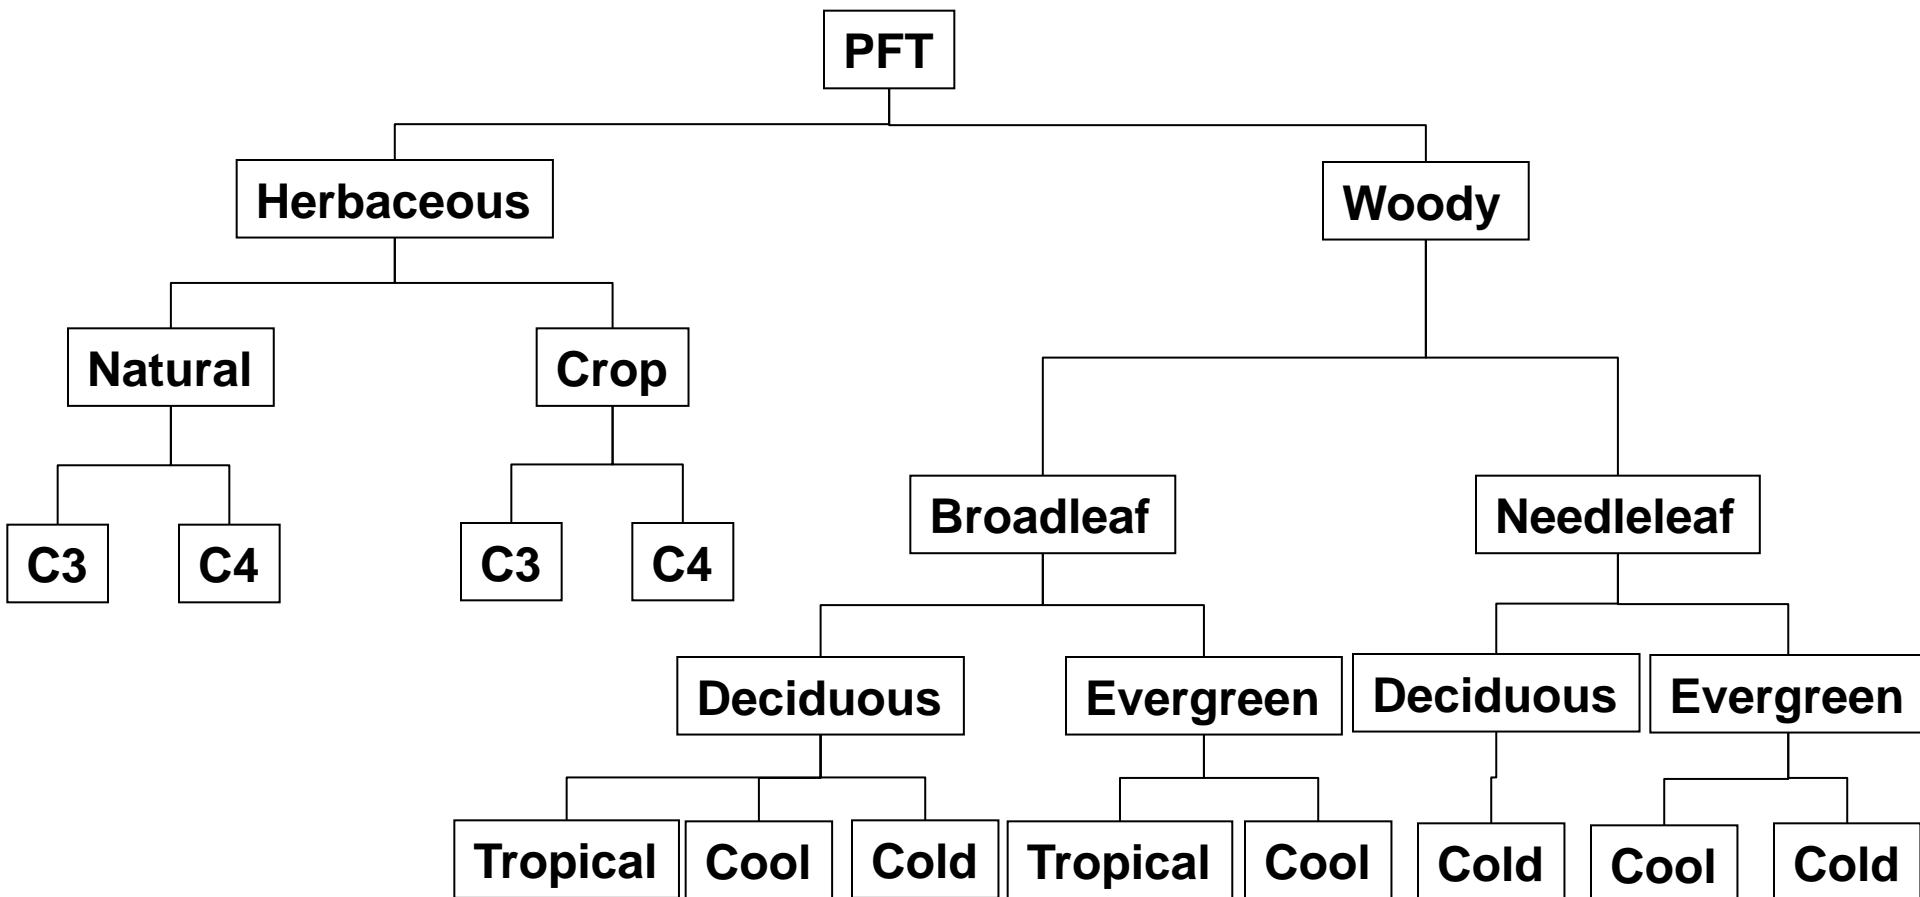 PFT
Herbaceous
Woody
Natural
Crop
C3
C4
C3
C4
Broadleaf
Needleleaf
Deciduous
Evergreen
Deciduous
Evergreen
Tropical
Cool
Cold
Tropical
Cool
Cold
Cool
Cold